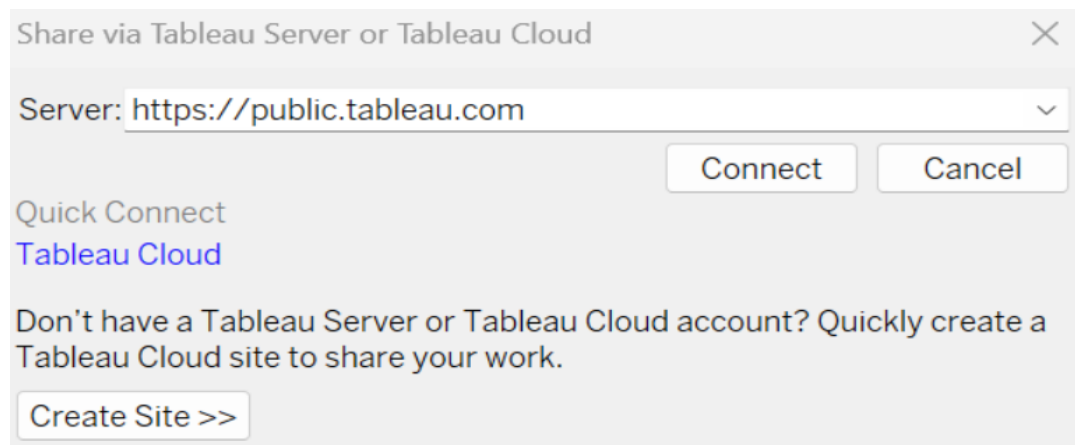 Share via Tableau Server or Tableau Cloud
Server: https://public.tableau.com
Connect Cancel
Quick Connect
Tableau Cloud
Don't have a Tableau Server or Tableau Cloud account? Quickly create a
Tableau Cloud site to share your work.
Create Site >>